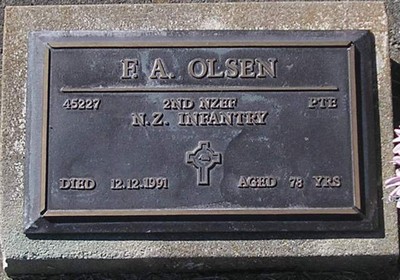 F. A. OLSEN
45227 2ND NZEF PTE
N.Z. INFANTRY
DIED 12.12.1991 AGED 78 YRS